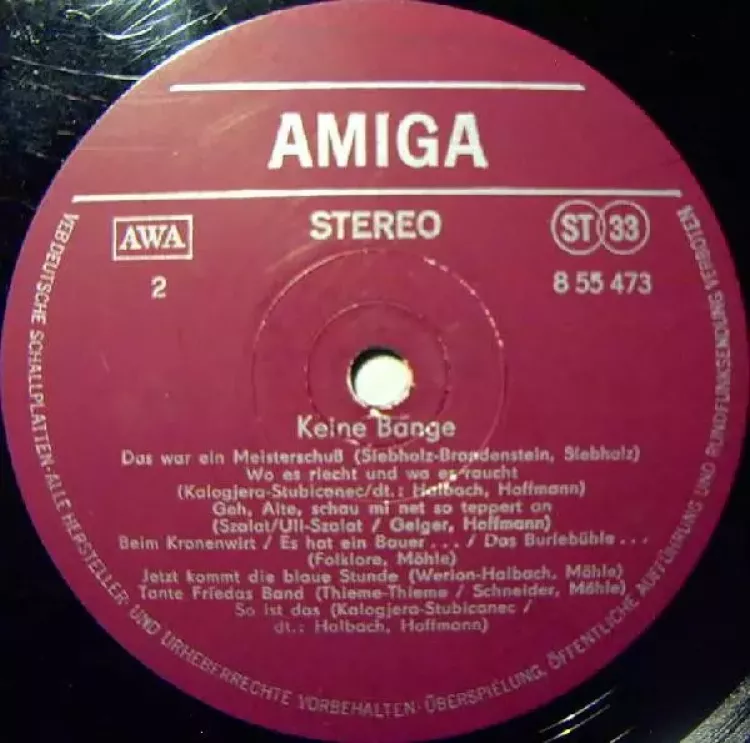 AMIGA
AWA
STEREO
ST 33
2
8 55 473
Keine Bange
Das war ein Meisterschuß (Siebholz-Brandenstein, Siebholz)
Wo es riecht und wo es raucht
(Kalogjera-Stubicanec/dt.: Halbach, Hoffmann)
Geh, Alte, schau mi net so teppert an
(Szalat/Ull-Szalat / Geiger, Hoffmann)
Beim Kronenwirt / Es hat ein Bauer . . . / Das Burlebüble . . .
(Folklore, Möhle)
Jetzt kommt die blaue Stunde (Werion-Halbach, Möhle)
Tante Friedas Band (Thieme-Thieme / Schneider, Möhle)
So ist das (Kalogjera-Stubicanec /
dt.: Halbach, Hoffmann)
VEB DEUTSCHE SCHALLPLATTEN · ALLE HERSTELLER- UND URHEBERRECHTE VORBEHALTEN · ÜBERSPIELUNG, ÖFFENTLICHE AUFFÜHRUNG UND RUNDFUNKSENDUNG VERBOTEN